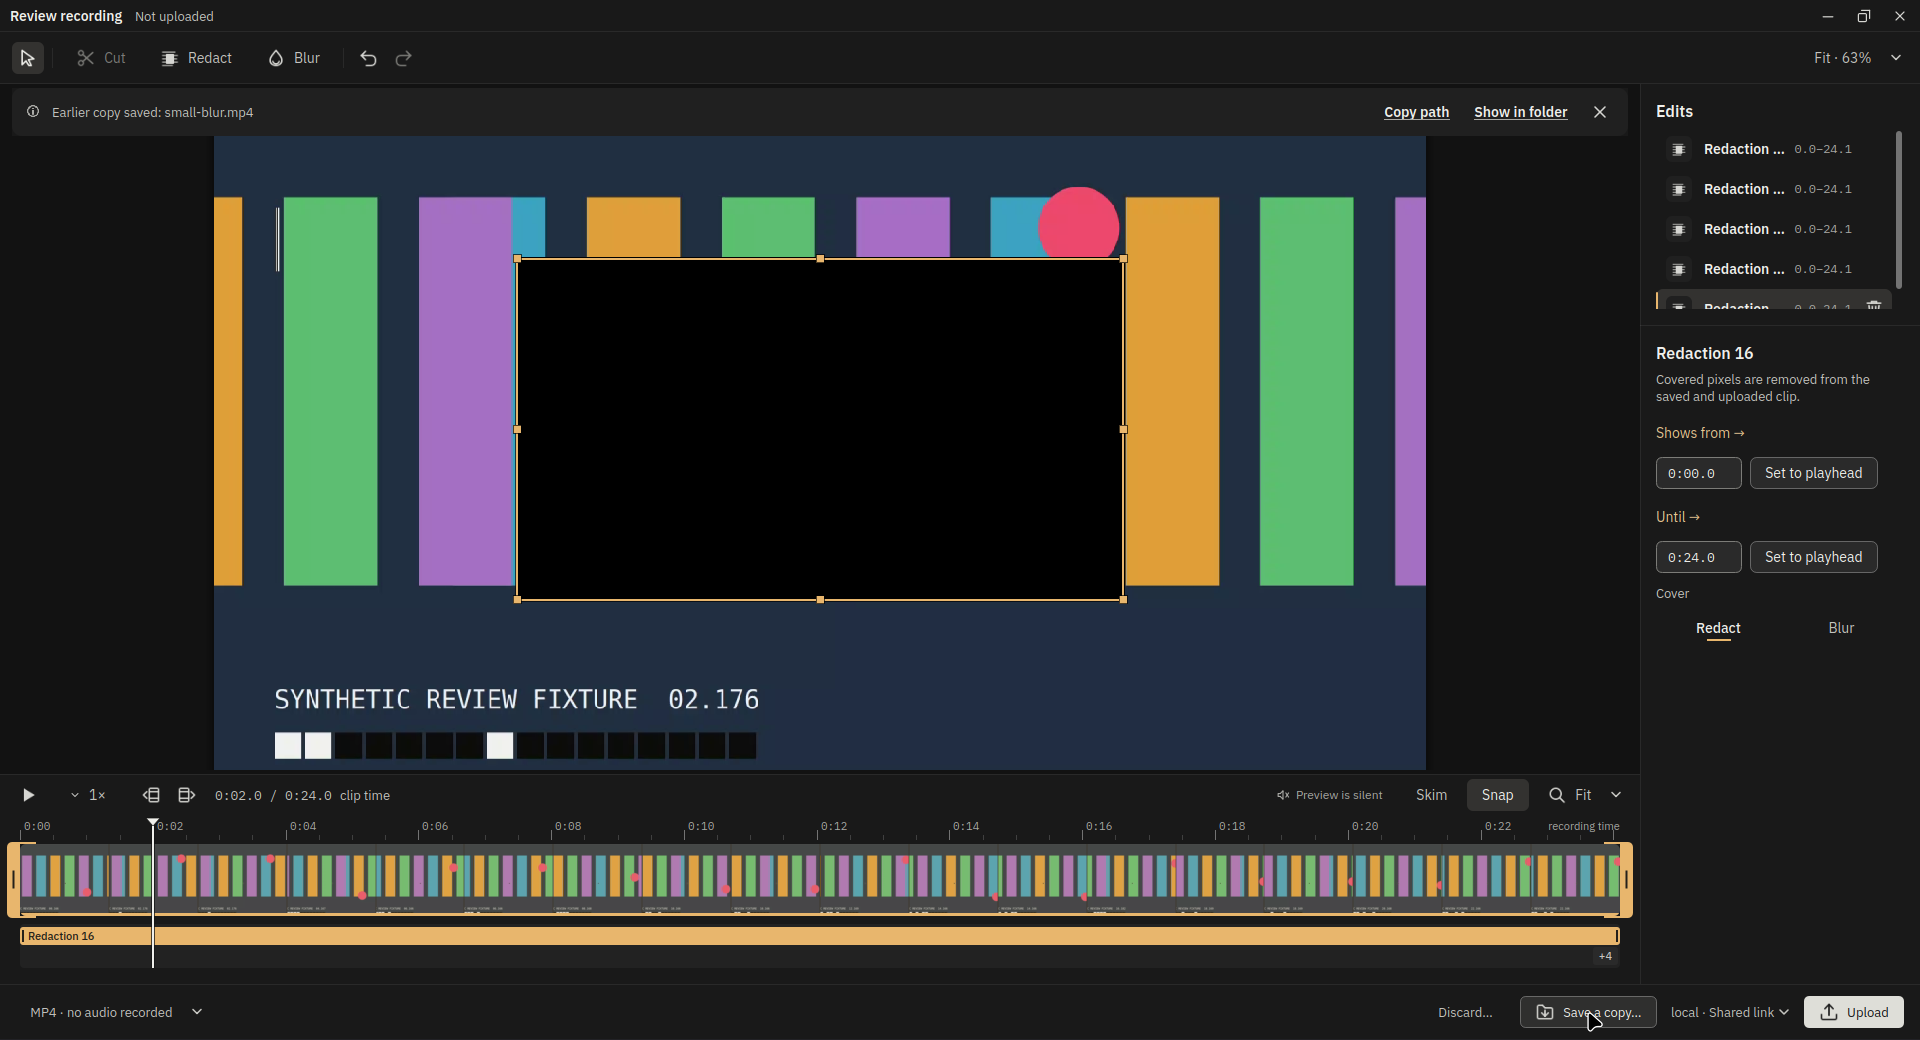 Review recording Not uploaded
Cut Redact Blur Fit · 63%
Earlier copy saved: small-blur.mp4 Copy path Show in folder
Edits
Redaction ... 0.0–24.1
Redaction ... 0.0–24.1
Redaction ... 0.0–24.1
Redaction ... 0.0–24.1
Redaction ... 0.0–24.1
Redaction 16
Covered pixels are removed from the
saved and uploaded clip.
Shows from →
0:00.0 Set to playhead
Until →
0:24.0 Set to playhead
Cover
Redact Blur
SYNTHETIC REVIEW FIXTURE 02.176
1× 0:02.0 / 0:24.0 clip time Preview is silent Skim Snap Fit
0:00 0:02 0:04 0:06 0:08 0:10 0:12 0:14 0:16 0:18 0:20 0:22 recording time
Redaction 16
+4
MP4 · no audio recorded Discard... Save a copy... local · Shared link Upload